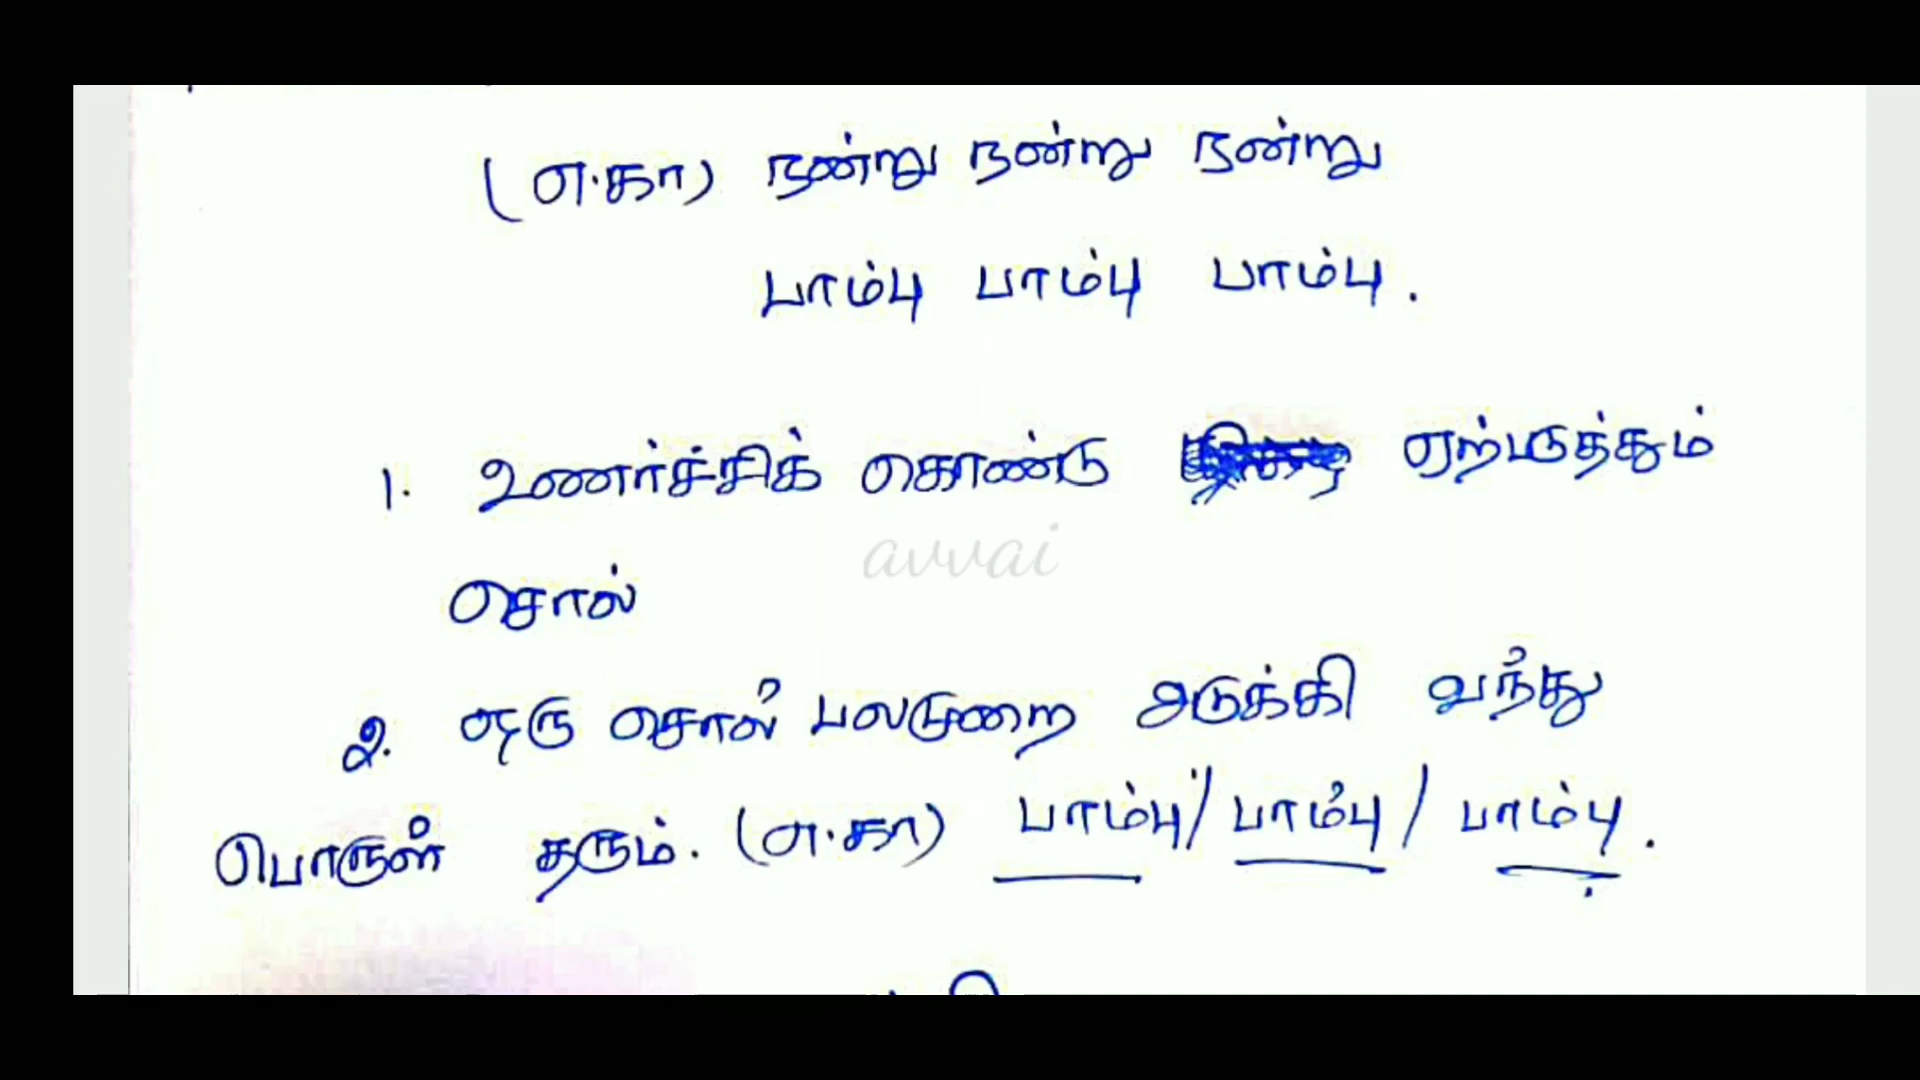 (எ.கா) நன்று நன்று நன்று
பாம்பு பாம்பு பாம்பு.
1. உணர்ச்சிக் கொண்டு ஏற்படுத்தும்
avvai
சொல்
2. ஒரு சொல் பலமுறை அடுக்கி வந்து
பொருள் தரும். (எ.கா) பாம்பு/பாம்பு/ பாம்பு.